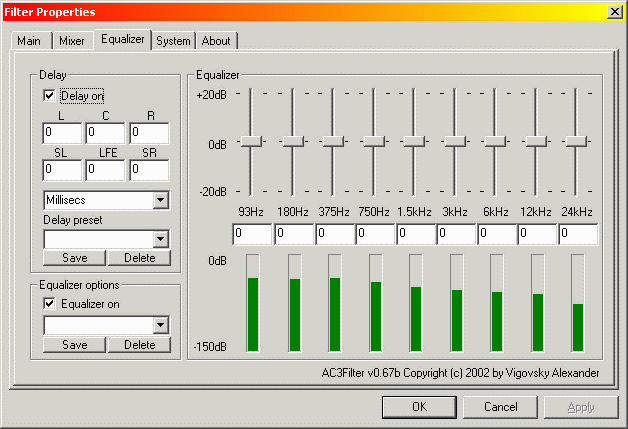 Filter Properties
Main Mixer Equalizer System About
Delay
Delay on
L C R
0 0 0
SL LFE SR
0 0 0
Millisecs
Delay preset
Save Delete
Equalizer options
Equalizer on
Save Delete
Equalizer
+20dB
0dB
-20dB
93Hz 180Hz 375Hz 750Hz 1.5kHz 3kHz 6kHz 12kHz 24kHz
0 0 0 0 0 0 0 0 0
0dB
-150dB
AC3Filter v0.67b Copyright (c) 2002 by Vigovsky Alexander
OK Cancel Apply